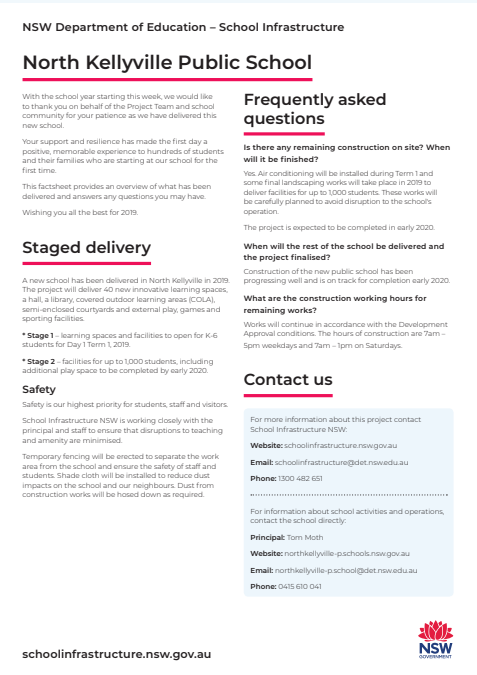 NSW Department of Education – School Infrastructure
North Kellyville Public School
With the school year starting this week, we would like
to thank you on behalf of the Project Team and school
community for your patience as we have delivered this
new school.
Your support and resilience has made the first day a
positive, memorable experience to hundreds of students
and their families who are starting at our school for the
first time.
This factsheet provides an overview of what has been
delivered and answers any questions you may have.
Wishing you all the best for 2019.
Staged delivery
A new school has been delivered in North Kellyville in 2019.
The project will deliver 40 new innovative learning spaces,
a hall, a library, covered outdoor learning areas (COLA),
semi-enclosed courtyards and external play, games and
sporting facilities.
* Stage 1 – learning spaces and facilities to open for K-6
students for Day 1 Term 1, 2019.
* Stage 2 – facilities for up to 1,000 students, including
additional play space to be completed by early 2020.
Safety
Safety is our highest priority for students, staff and visitors.
School Infrastructure NSW is working closely with the
principal and staff to ensure that disruptions to teaching
and amenity are minimised.
Temporary fencing will be erected to separate the work
area from the school and ensure the safety of staff and
students. Shade cloth will be installed to reduce dust
impacts on the school and our neighbours. Dust from
construction works will be hosed down as required.
Frequently asked
questions
Is there any remaining construction on site? When
will it be finished?
Yes. Air conditioning will be installed during Term 1 and
some final landscaping works will take place in 2019 to
deliver facilities for up to 1,000 students. These works will
be carefully planned to avoid disruption to the school's
operation.
The project is expected to be completed in early 2020.
When will the rest of the school be delivered and
the project finalised?
Construction of the new public school has been
progressing well and is on track for completion early 2020.
What are the construction working hours for
remaining works?
Works will continue in accordance with the Development
Approval conditions. The hours of construction are 7am –
5pm weekdays and 7am – 1pm on Saturdays.
Contact us
For more information about this project contact
School Infrastructure NSW:
Website: schoolinfrastructure.nsw.gov.au
Email: schoolinfrastructure@det.nsw.edu.au
Phone: 1300 482 651
For information about school activities and operations,
contact the school directly:
Principal: Tom Moth
Website: northkellyville-p.schools.nsw.gov.au
Email: northkellyville-p.school@det.nsw.edu.au
Phone: 0415 610 041
schoolinfrastructure.nsw.gov.au
NSW
GOVERNMENT